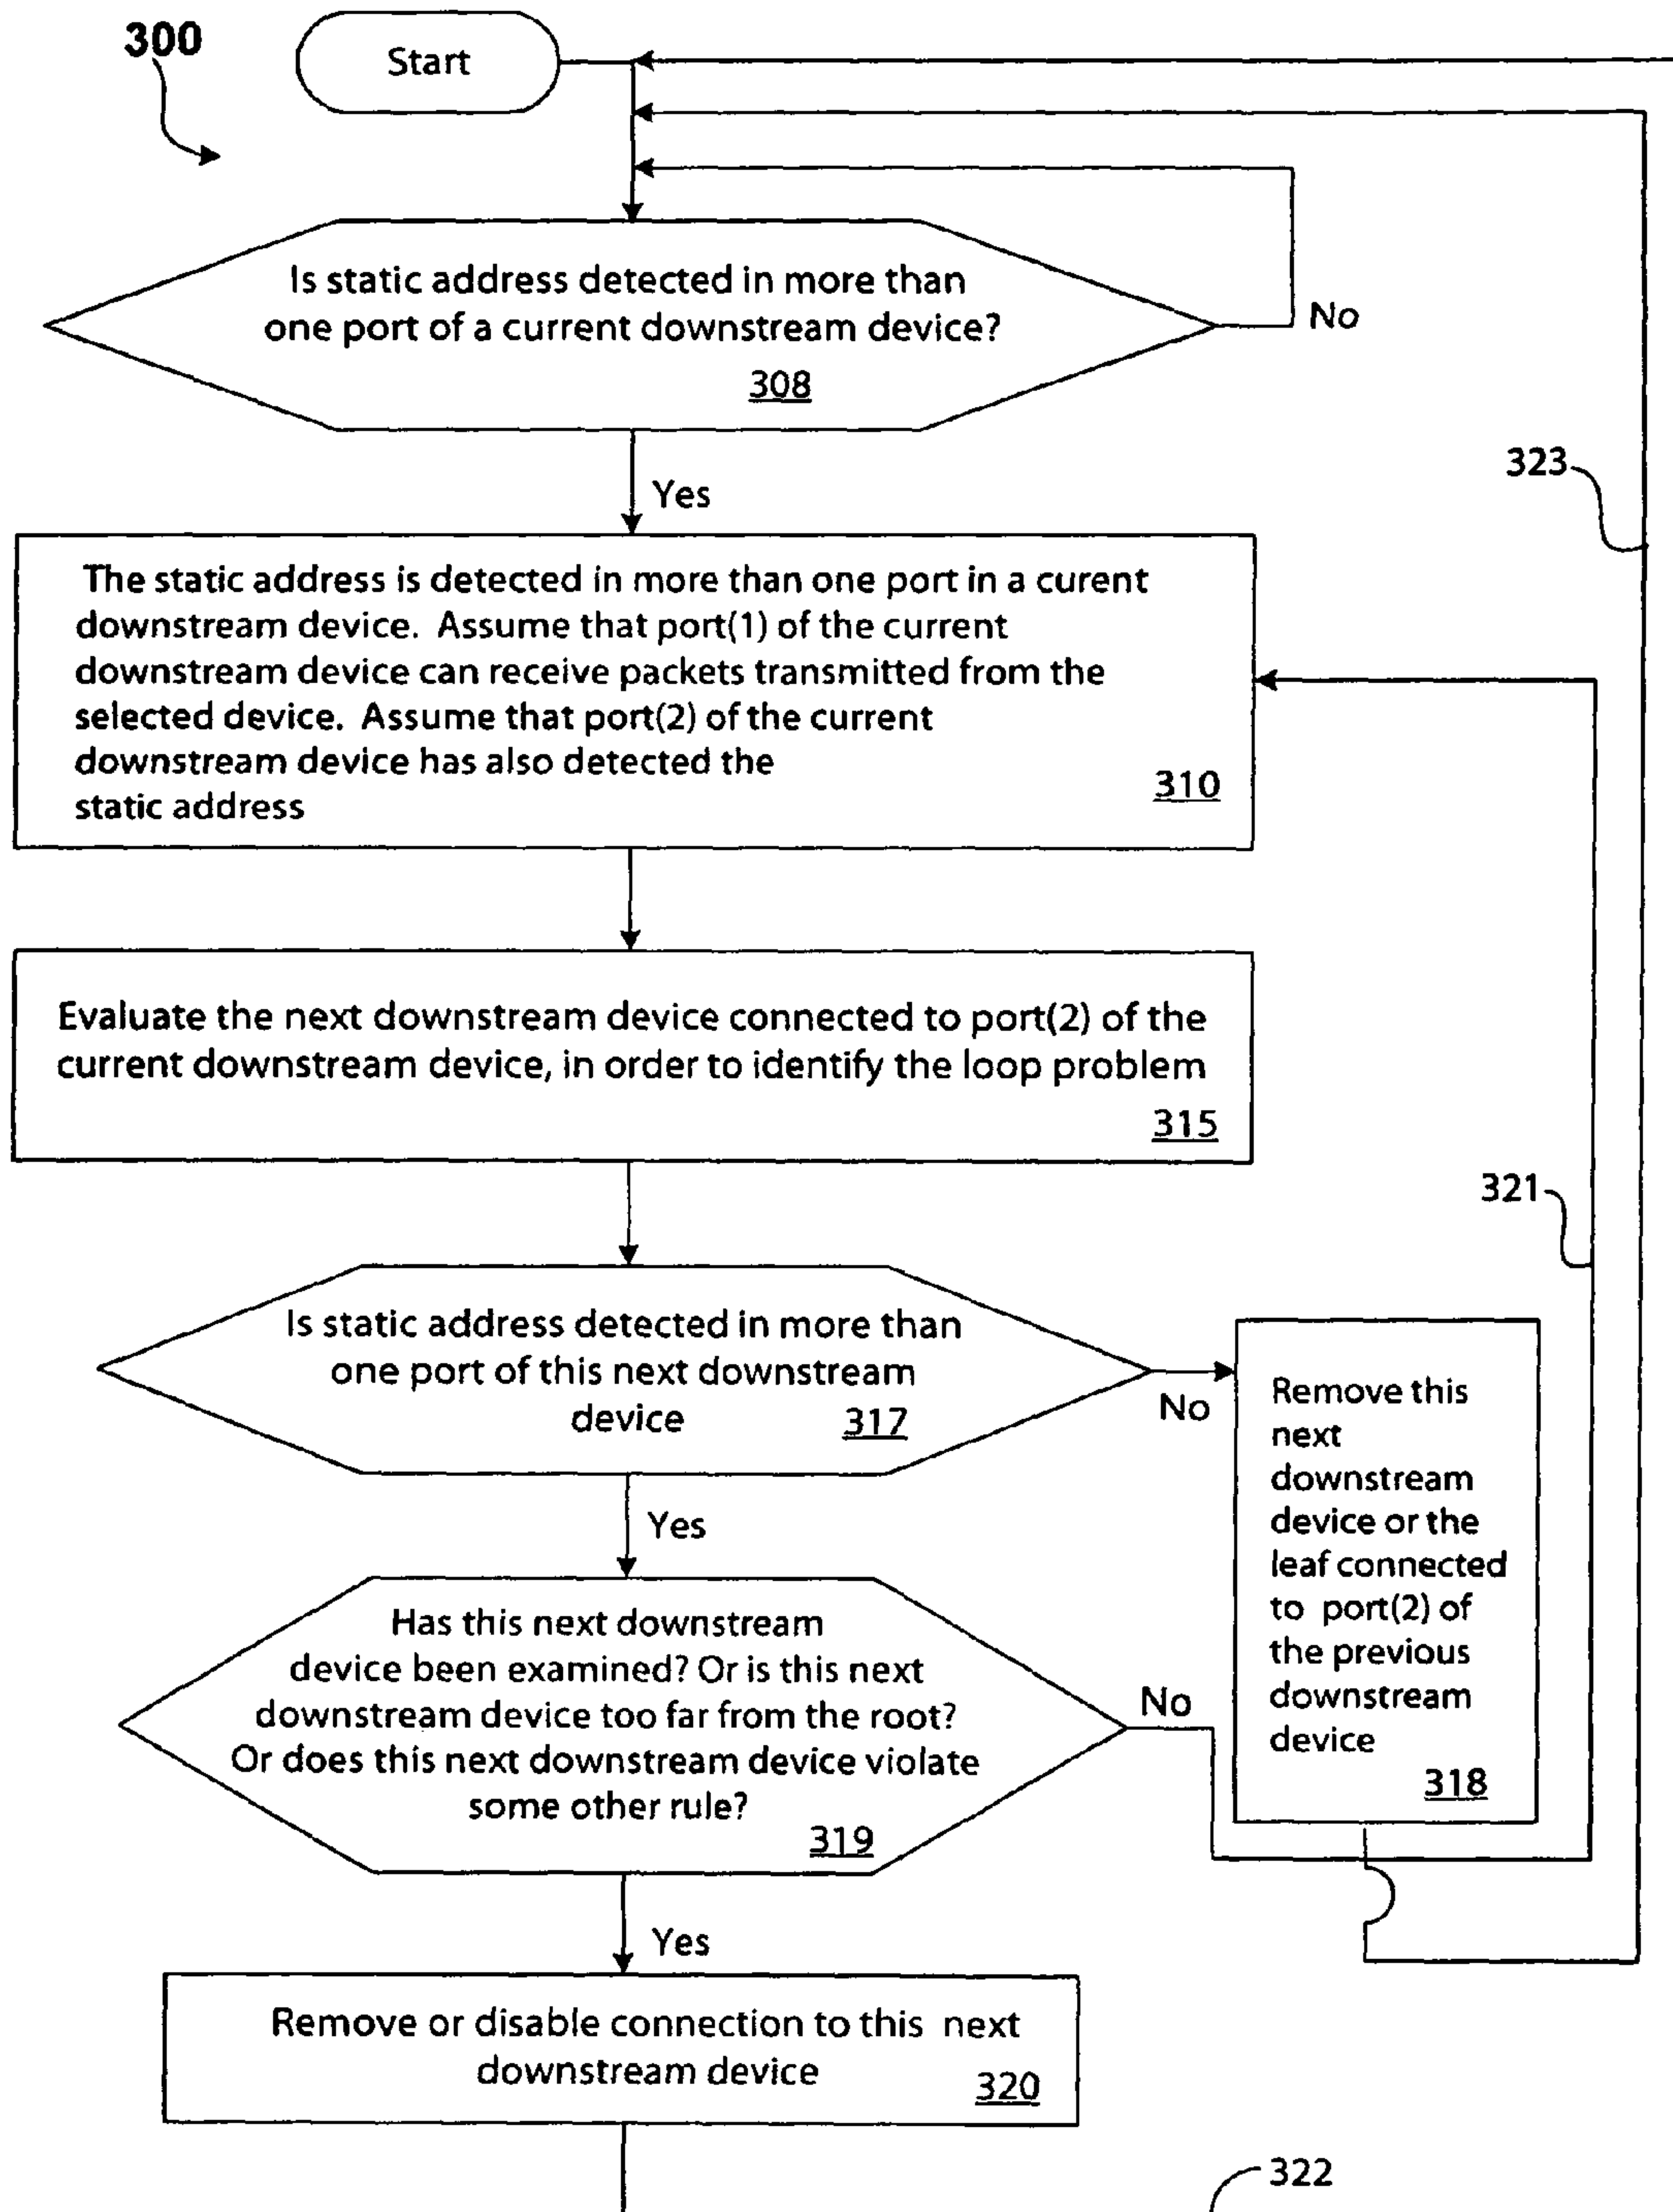 300
Start
Is static address detected in more than
one port of a current downstream device?
308
No
Yes
323
The static address is detected in more than one port in a curent
downstream device. Assume that port(1) of the current
downstream device can receive packets transmitted from the
selected device. Assume that port(2) of the current
downstream device has also detected the
static address
310
Evaluate the next downstream device connected to port(2) of the
current downstream device, in order to identify the loop problem
315
321
Is static address detected in more than
one port of this next downstream
device
317
No
Yes
Remove this
next
downstream
device or the
leaf connected
to port(2) of
the previous
downstream
device
318
Has this next downstream
device been examined? Or is this next
downstream device too far from the root?
Or does this next downstream device violate
some other rule?
319
No
Yes
Remove or disable connection to this next
downstream device
320
322